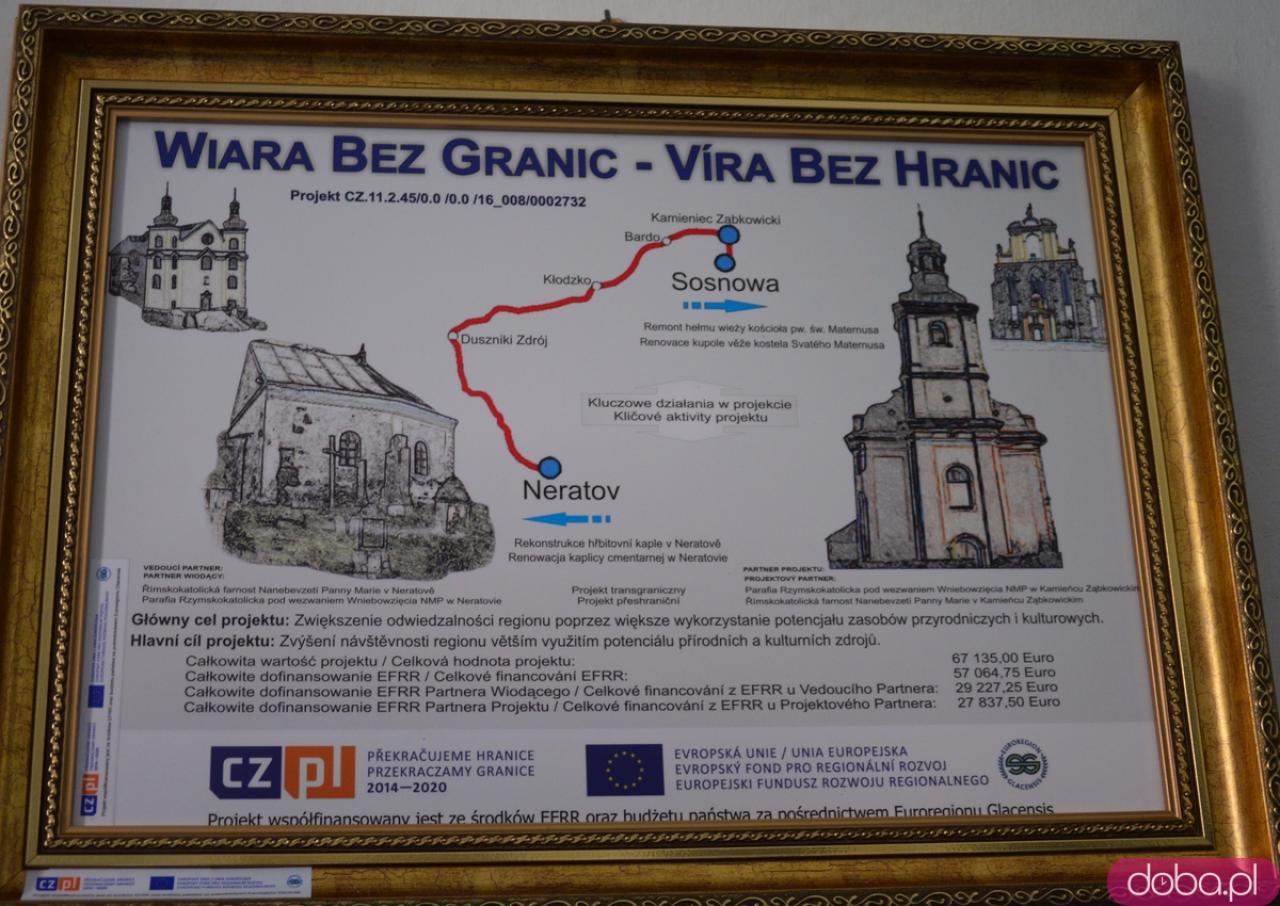 WIARA BEZ GRANIC - VÍRA BEZ HRANIC
Projekt CZ.11.2.45/0.0 /0.0 /16_008/0002732
Kamieniec Ząbkowicki
Bardo
Sosnowa
Kłodzko
Remont hełmu wieży kościoła pw. św. Maternusa
Renovace kupole věže kostela Svatého Maternusa
Duszniki Zdrój
Kluczowe działania w projekcie
Kličové aktivity projektu
Neratov
Rekonstrukce hřbitovní kaple v Neratově
Renowacja kaplicy cmentarnej w Neratovie
VEDOUCÍ PARTNER:
PARTNER WIODĄCY:
Římskokatolická farnost Nanebevzetí Panny Marie v Neratově
Parafia Rzymskokatolicka pod wezwaniem Wniebowzięcia NMP w Neratovie
Projekt transgraniczny
Projekt přeshraniční
PARTNER PROJEKTU:
PROJEKTOVÝ PARTNER:
Parafia Rzymskokatolicka pod wezwaniem Wniebowzięcia NMP w Kamieńcu Ząbkowickim
Římskokatolická farnost Nanebevzetí Panny Marie v Kamieńcu Ząbkowickim
Główny cel projektu: Zwiększenie odwiedzalności regionu poprzez większe wykorzystanie potencjału zasobów przyrodniczych i kulturowych.
Hlavní cíl projektu: Zvýšení návštěvnosti regionu větším využitím potenciálu přírodních a kulturních zdrojů.
Całkowita wartość projektu / Celková hodnota projektu: 67 135,00 Euro
Całkowite dofinansowanie EFRR / Celkové financování EFRR: 57 064,75 Euro
Całkowite dofinansowanie EFRR Partnera Wiodącego / Celkové financování z EFRR u Vedoucího Partnera: 29 227,25 Euro
Całkowite dofinansowanie EFRR Partnera Projektu / Celkové financování z EFRR u Projektového Partnera: 27 837,50 Euro
cz pl
PŘEKRAČUJEME HRANICE
PRZEKRACZAMY GRANICE
2014—2020
EVROPSKÁ UNIE / UNIA EUROPEJSKA
EVROPSKÝ FOND PRO REGIONÁLNÍ ROZVOJ
EUROPEJSKI FUNDUSZ ROZWOJU REGIONALNEGO
EUROREGION
GLACENSIS
Projekt współfinansowany jest ze środków EFRR oraz budżetu państwa za pośrednictwem Euroregionu Glacensis
cz pl
cz pl
doba.pl